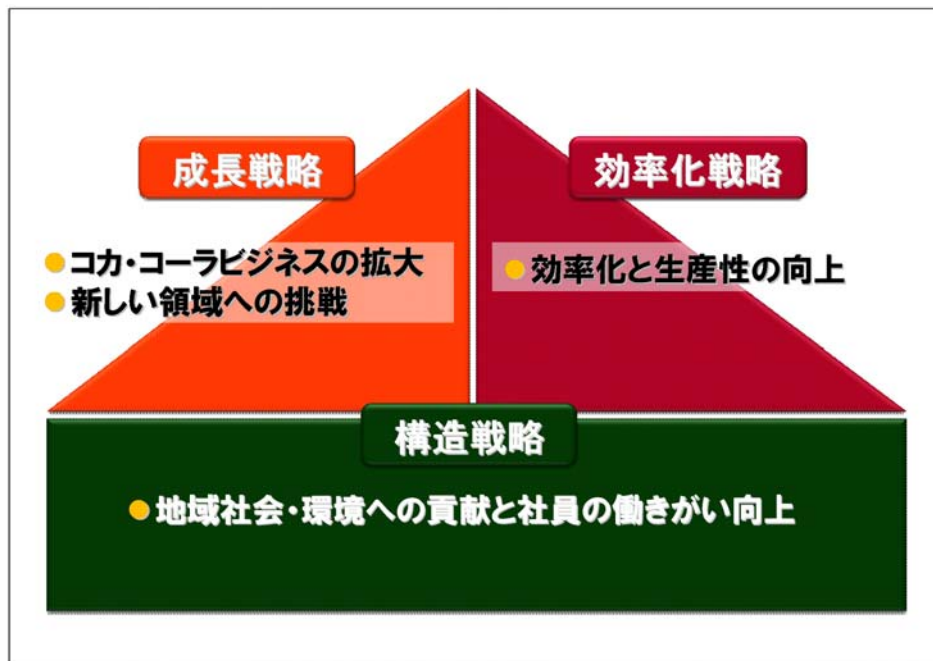 成長戦略
● コカ・コーラビジネスの拡大
● 新しい領域への挑戦
効率化戦略
● 効率化と生産性の向上
構造戦略
● 地域社会・環境への貢献と社員の働きがい向上